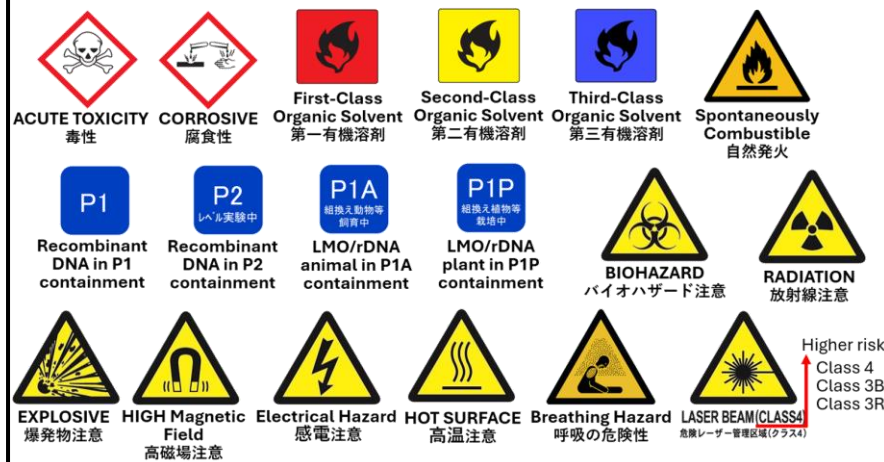 ACUTE TOXICITY
毒性
CORROSIVE
腐食性
First-Class
Organic Solvent
第一有機溶剤
Second-Class
Organic Solvent
第二有機溶剤
Third-Class
Organic Solvent
第三有機溶剤
Spontaneously
Combustible
自然発火
P1
Recombinant
DNA in P1
containment
P2
レベル実験中
Recombinant
DNA in P2
containment
P1A
組換え動物等
飼育中
LMO/rDNA
animal in P1A
containment
P1P
組換え植物等
栽培中
LMO/rDNA
plant in P1P
containment
BIOHAZARD
バイオハザード注意
RADIATION
放射線注意
EXPLOSIVE
爆発物注意
HIGH Magnetic
Field
高磁場注意
Electrical Hazard
感電注意
HOT SURFACE
高温注意
Breathing Hazard
呼吸の危険性
LASER BEAM(CLASS4)
危険レーザー管理区域(クラス4)
Higher risk
Class 4
Class 3B
Class 3R